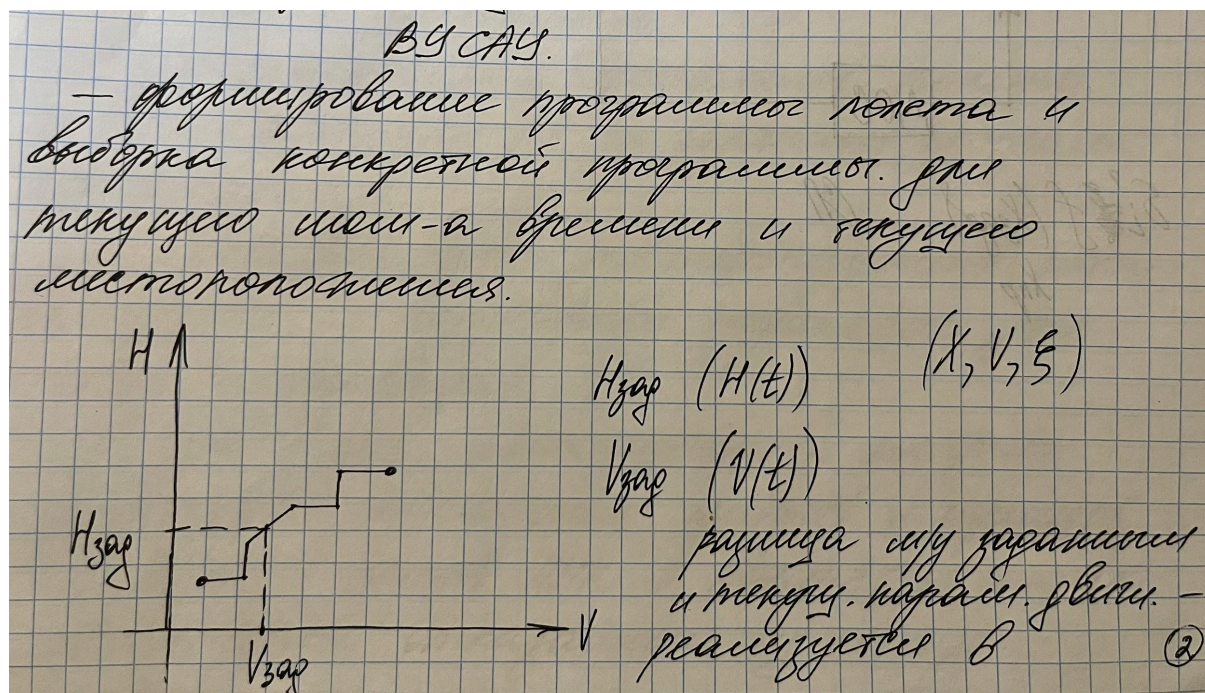 ВУ САУ.
— формирование программы полета и
выборка конкретной программы. для
текущего мом-а времени и текущего
месторопотожения.
H
Hзад (H(t)) (X, V, ξ)
Vзад (V(t))
Hзад
разница м/у заданным
и текущ. парам. движ. –
V
реализуется в
Vзад
2